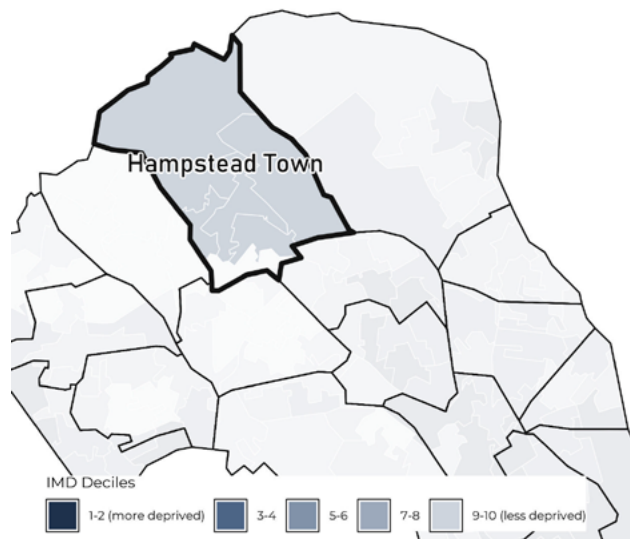 Hampstead Town
IMD Deciles
1-2 (more deprived) 3-4 5-6 7-8 9-10 (less deprived)